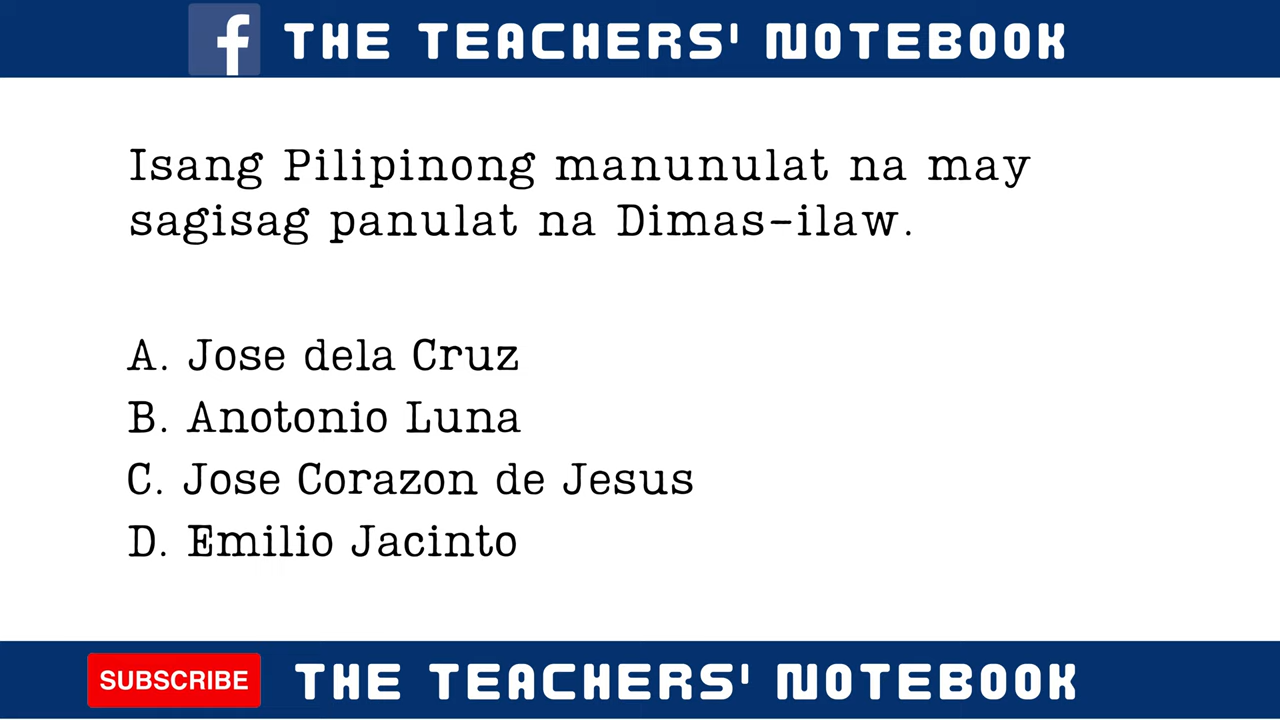 THE TEACHERS' NOTEBOOK
Isang Pilipinong manunulat na may
sagisag panulat na Dimas-ilaw.
A. Jose dela Cruz
B. Anotonio Luna
C. Jose Corazon de Jesus
D. Emilio Jacinto
SUBSCRIBE THE TEACHERS' NOTEBOOK